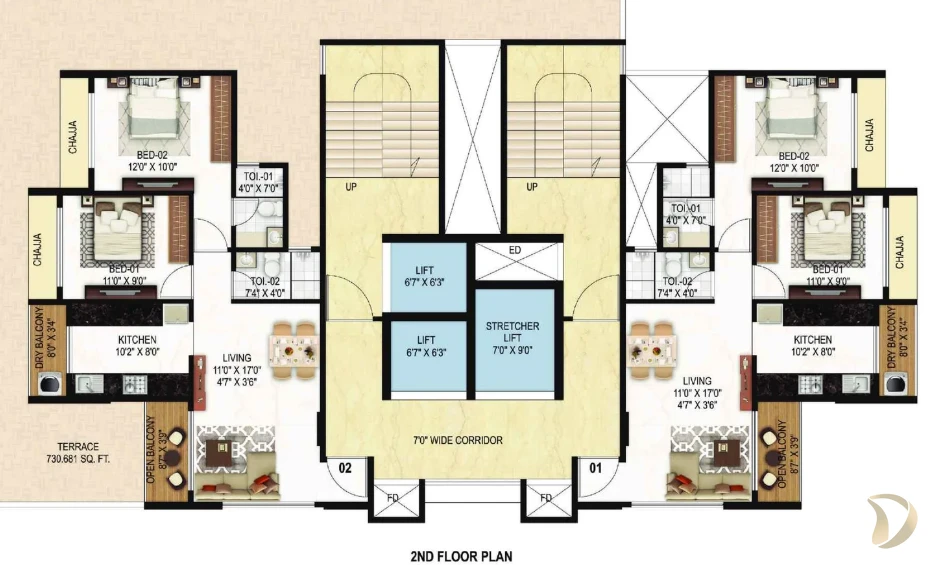 CHAJJA
BED-02
12'0" X 10'0"
TOI.-01
4'0" X 7'0"
CHAJJA
BED-01
11'0" X 9'0"
TOI.-02
7'4" X 4'0"
DRY BALCONY
8'0" X 3'4"
KITCHEN
10'2" X 8'0"
LIVING
11'0" X 17'0"
4'7" X 3'6"
OPEN BALCONY
8'7" X 3'9"
TERRACE
730.681 SQ. FT.
02
FD
UP
LIFT
6'7" X 6'3"
LIFT
6'7" X 6'3"
ED
STRETCHER
LIFT
7'0" X 9'0"
UP
7'0" WIDE CORRIDOR
01
FD
BED-02
12'0" X 10'0"
CHAJJA
TOI.-01
4'0" X 7'0"
BED-01
11'0" X 9'0"
CHAJJA
TOI.-02
7'4" X 4'0"
KITCHEN
10'2" X 8'0"
DRY BALCONY
8'0" X 3'4"
LIVING
11'0" X 17'0"
4'7" X 3'6"
OPEN BALCONY
8'7" X 3'9"
2ND FLOOR PLAN